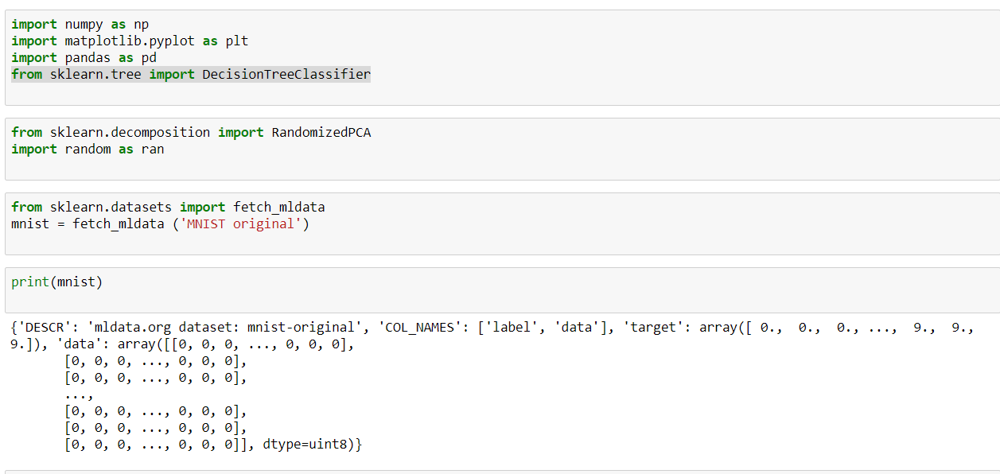 import numpy as np
import matplotlib.pyplot as plt
import pandas as pd
from sklearn.tree import DecisionTreeClassifier
from sklearn.decomposition import RandomizedPCA
import random as ran
from sklearn.datasets import fetch_mldata
mnist = fetch_mldata ('MNIST original')
print(mnist)
{'DESCR': 'mldata.org dataset: mnist-original', 'COL_NAMES': ['label', 'data'], 'target': array([ 0.,  0.,  0., ...,  9.,  9.,
9.]), 'data': array([[0, 0, 0, ..., 0, 0, 0],
       [0, 0, 0, ..., 0, 0, 0],
       [0, 0, 0, ..., 0, 0, 0],
       ...,
       [0, 0, 0, ..., 0, 0, 0],
       [0, 0, 0, ..., 0, 0, 0],
       [0, 0, 0, ..., 0, 0, 0]], dtype=uint8)}